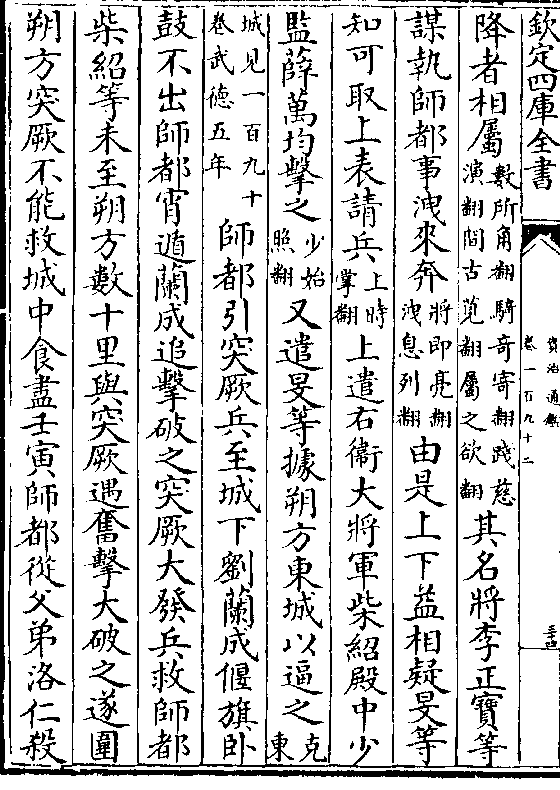 欽定四庫全書
資治通鑑
卷一百九十二
三十四
降者相屬數所角翻騎奇寄翻踐慈演翻間古莧翻屬之欲翻其名將李正寶等
謀執師都事洩來奔將即亮翻洩息列翻由是上下益相疑旻等
知可取上表請兵上時掌翻上遣右衞大將軍柴紹殿中少
監薛萬均擊之少始照翻又遣旻等據朔方東城以逼之克東
城見一百九十卷武德五年師都引突厥兵至城下劉蘭成偃旗卧
鼓不出師都宵遁蘭成追擊破之突厥大發兵救師都
柴紹等未至朔方數十里與突厥遇奮擊大破之遂圍
朔方突厥不能救城中食盡壬寅師都從父弟洛仁殺